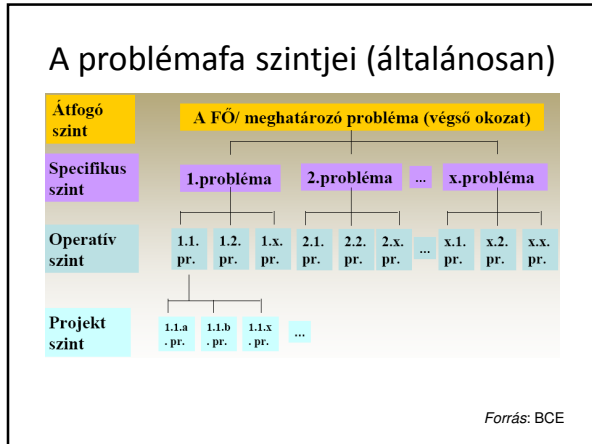 A problémafa szintjei (általánosan)
Átfogó
szint
A FŐ/ meghatározó probléma (végső okozat)
Specifikus
szint
1.probléma
2.probléma
...
x.probléma
Operatív
szint
1.1.
pr.
1.2.
pr.
1.x.
pr.
2.1.
pr.
2.2.
pr.
2.x.
pr.
...
x.1.
pr.
x.2.
pr.
x.x.
pr.
Projekt
szint
1.1.a
. pr.
1.1.b
. pr.
1.1.x
. pr.
...
Forrás: BCE